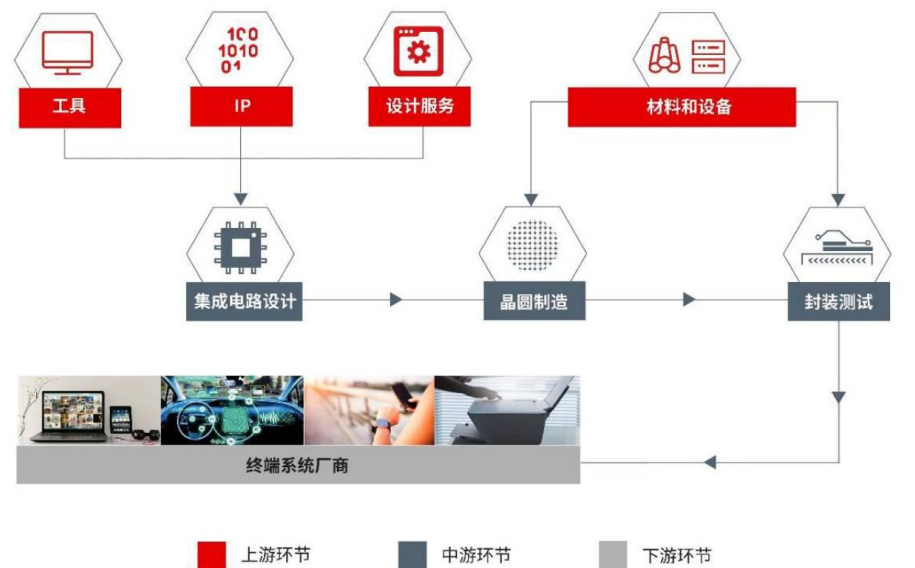 100
1010
01
工具
IP
设计服务
材料和设备
集成电路设计
晶圆制造
封装测试
终端系统厂商
上游环节
中游环节
下游环节